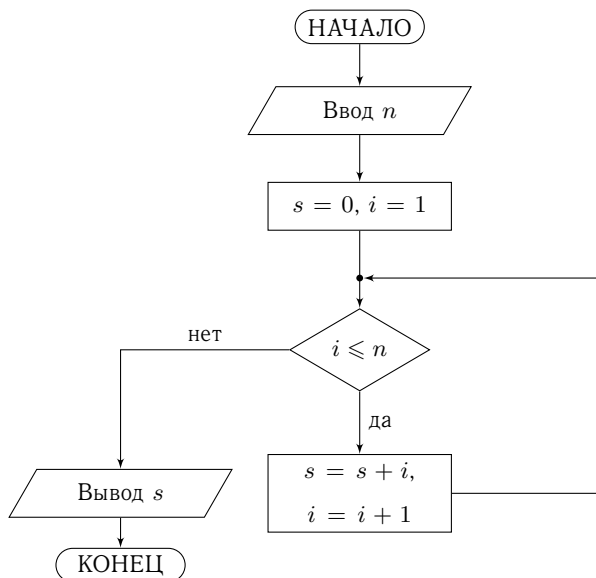 НАЧАЛО
Ввод n
s = 0, i = 1
i ⩽ n
нет
да
s = s + i,
i = i + 1
Вывод s
КОНЕЦ